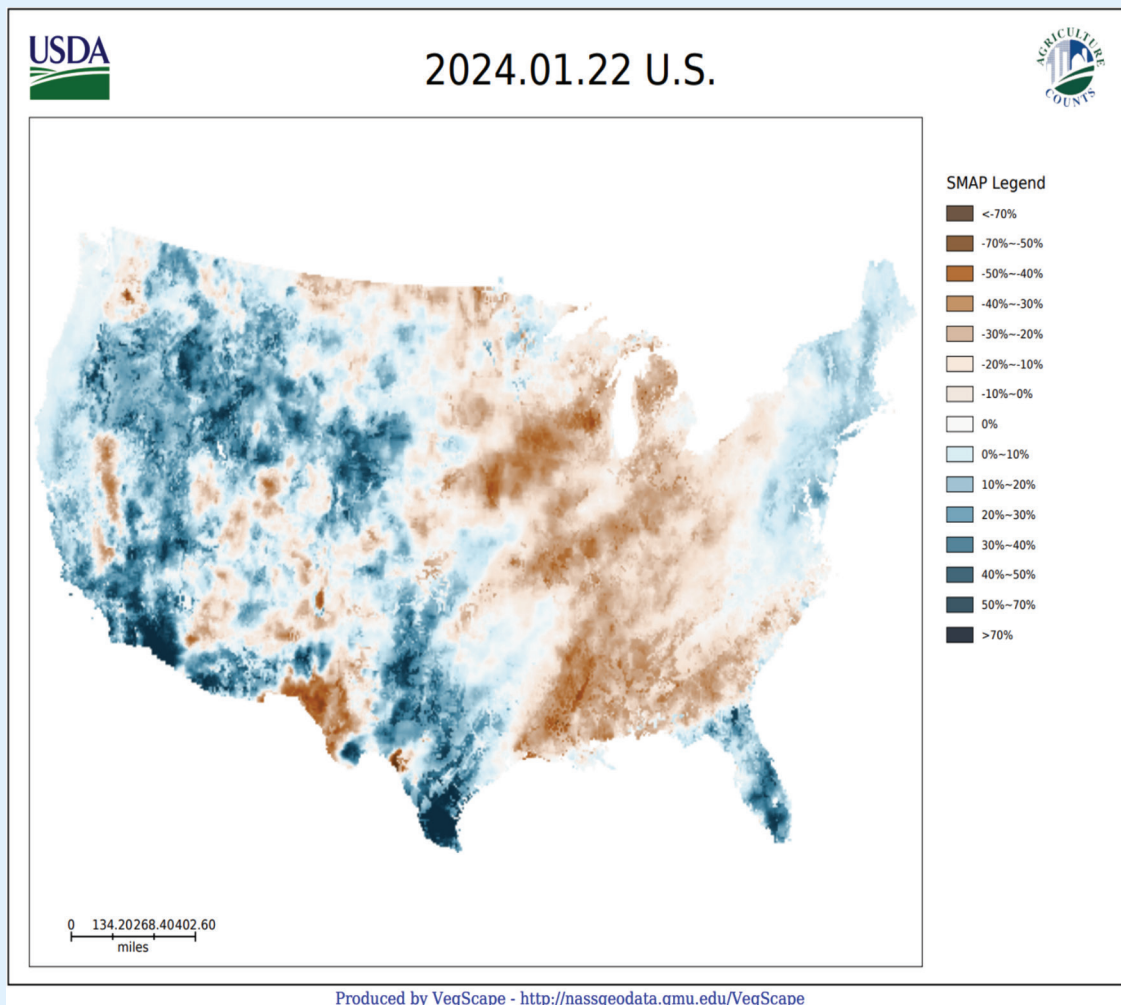 USDA
2024.01.22 U.S.
AGRICULTURE
COUNTS
SMAP Legend
<-70%
-70%~-50%
-50%~-40%
-40%~-30%
-30%~-20%
-20%~-10%
-10%~0%
0%
0%~10%
10%~20%
20%~30%
30%~40%
40%~50%
50%~70%
>70%
0 134.20268.40402.60
miles
Produced by VegScape - http://nassgeodata.gmu.edu/VegScape